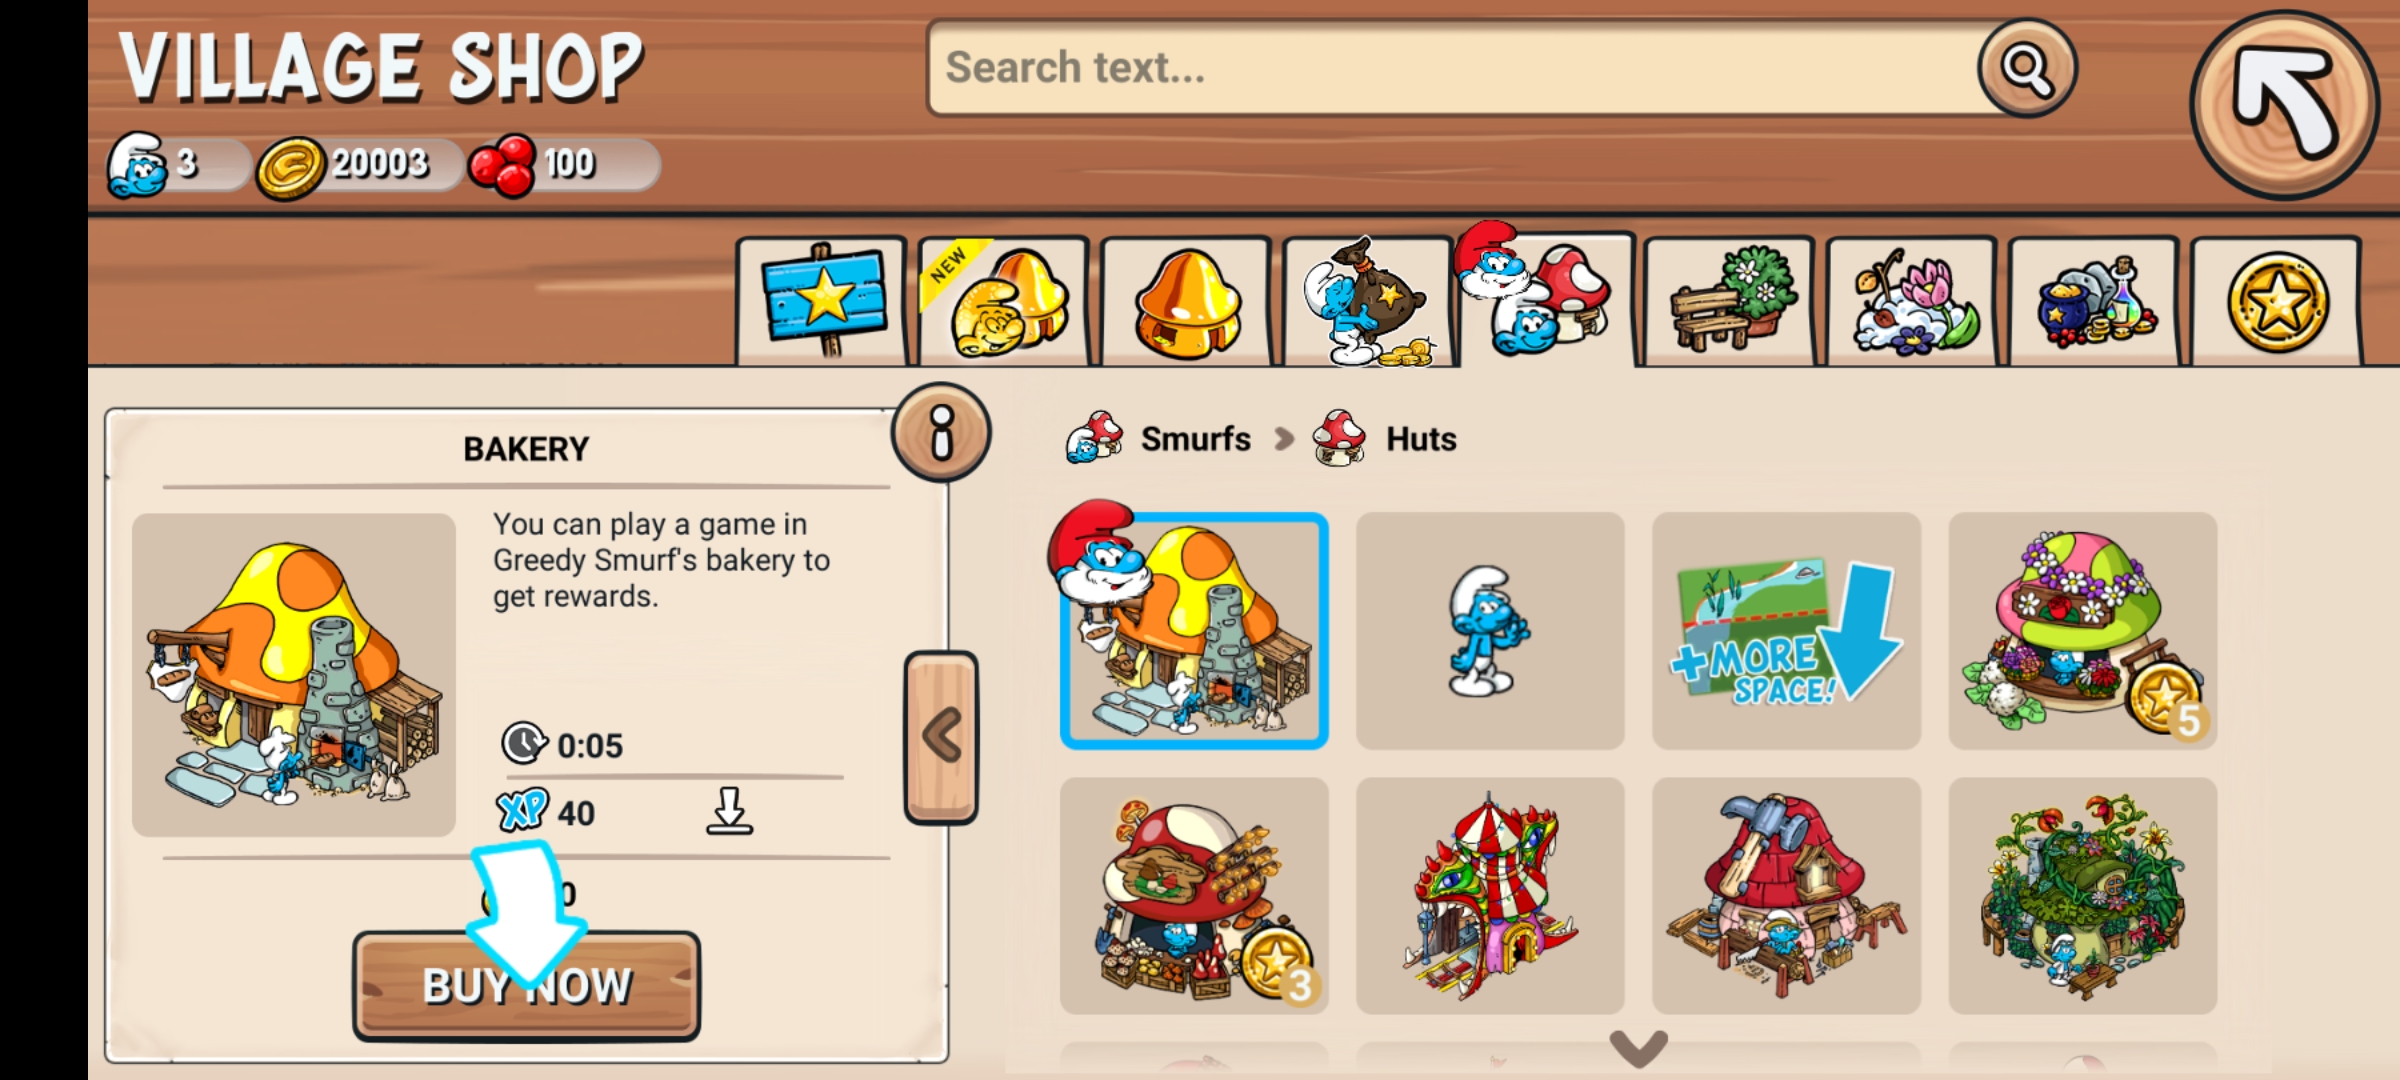 VILLAGE SHOP
Search text...
3
20003
100
NEW
BAKERY
You can play a game in
Greedy Smurf's bakery to
get rewards.
0:05
XP 40
BUY NOW
Smurfs
Huts
+MORE
SPACE!
5
3